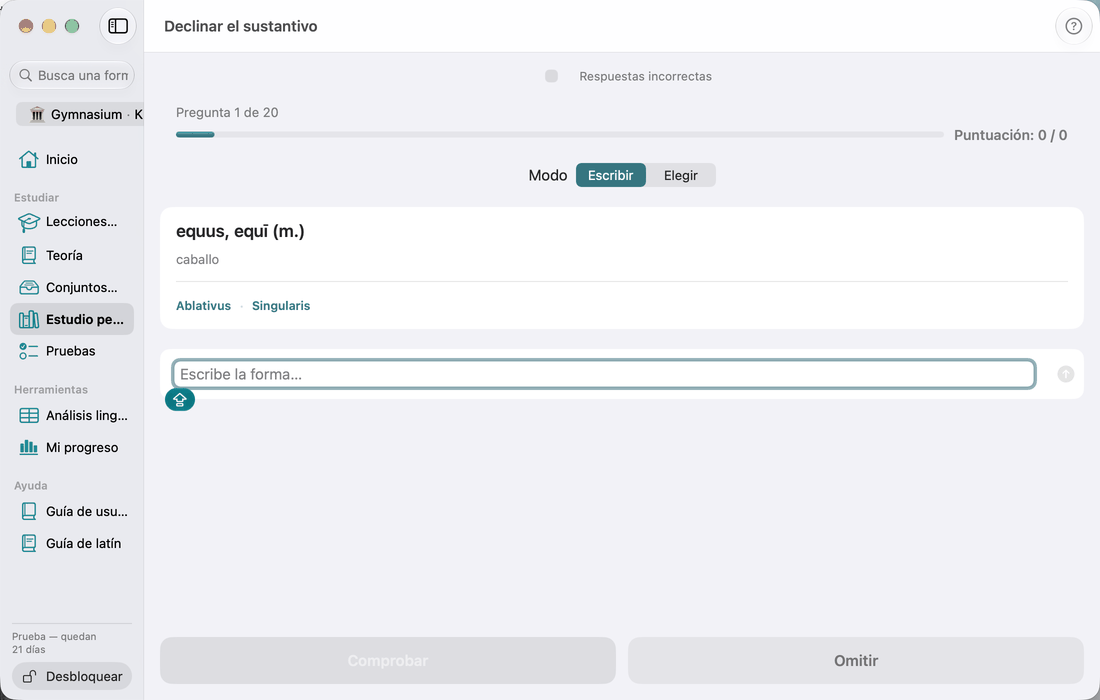 Declinar el sustantivo
Busca una form
Gymnasium · K
Inicio
Estudiar
Lecciones...
Teoría
Conjuntos...
Estudio pe...
Pruebas
Herramientas
Análisis ling...
Mi progreso
Ayuda
Guía de usu...
Guía de latín
Prueba — quedan
21 días
Desbloquear
Respuestas incorrectas
Pregunta 1 de 20
Puntuación: 0 / 0
Modo Escribir Elegir
equus, equī (m.)
caballo
Ablativus · Singularis
Escribe la forma...
Comprobar
Omitir